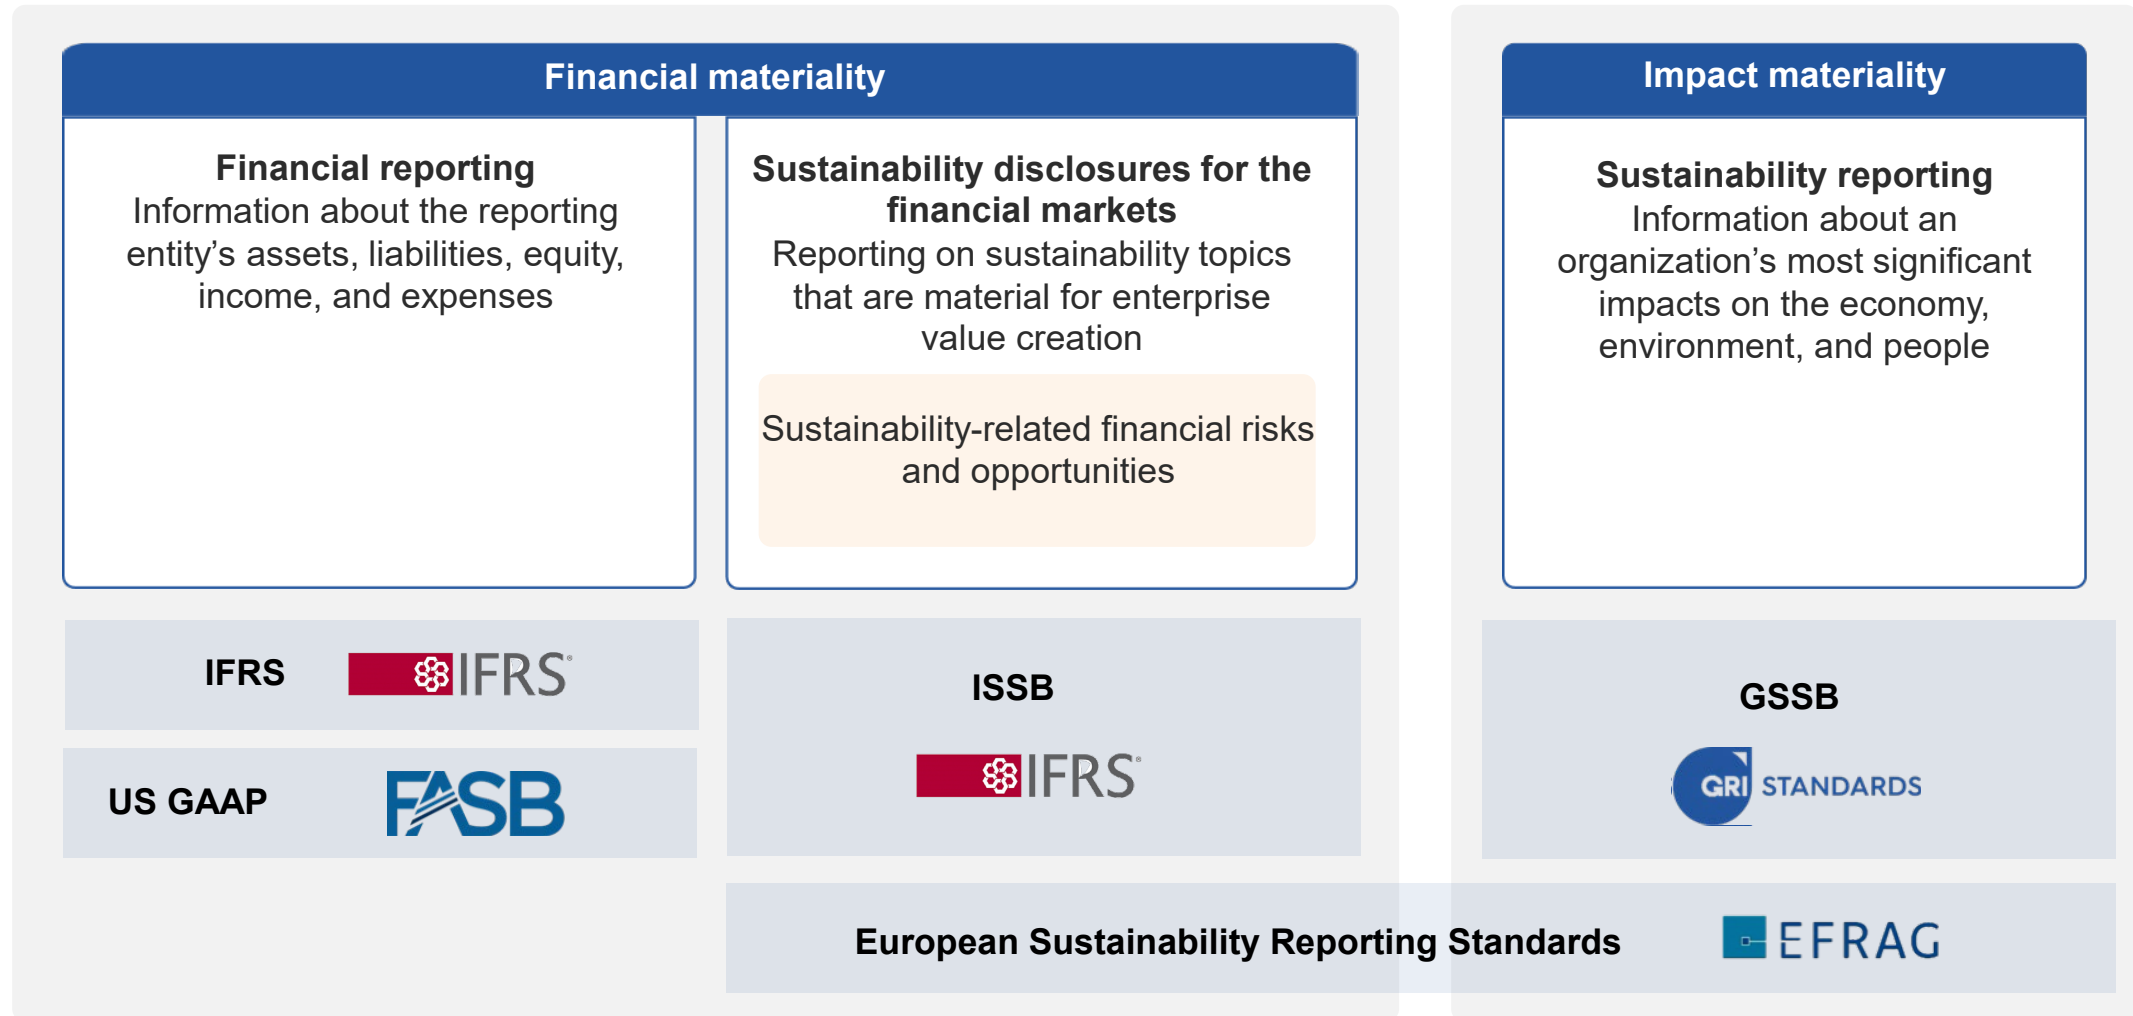 Financial materiality
Financial reporting
Information about the reporting
entity’s assets, liabilities, equity,
income, and expenses
Sustainability disclosures for the
financial markets
Reporting on sustainability topics
that are material for enterprise
value creation
Sustainability-related financial risks
and opportunities
Impact materiality
Sustainability reporting
Information about an
organization’s most significant
impacts on the economy,
environment, and people
IFRS
IFRS®
US GAAP
FASB
ISSB
IFRS®
GSSB
GRI STANDARDS
European Sustainability Reporting Standards
EFRAG